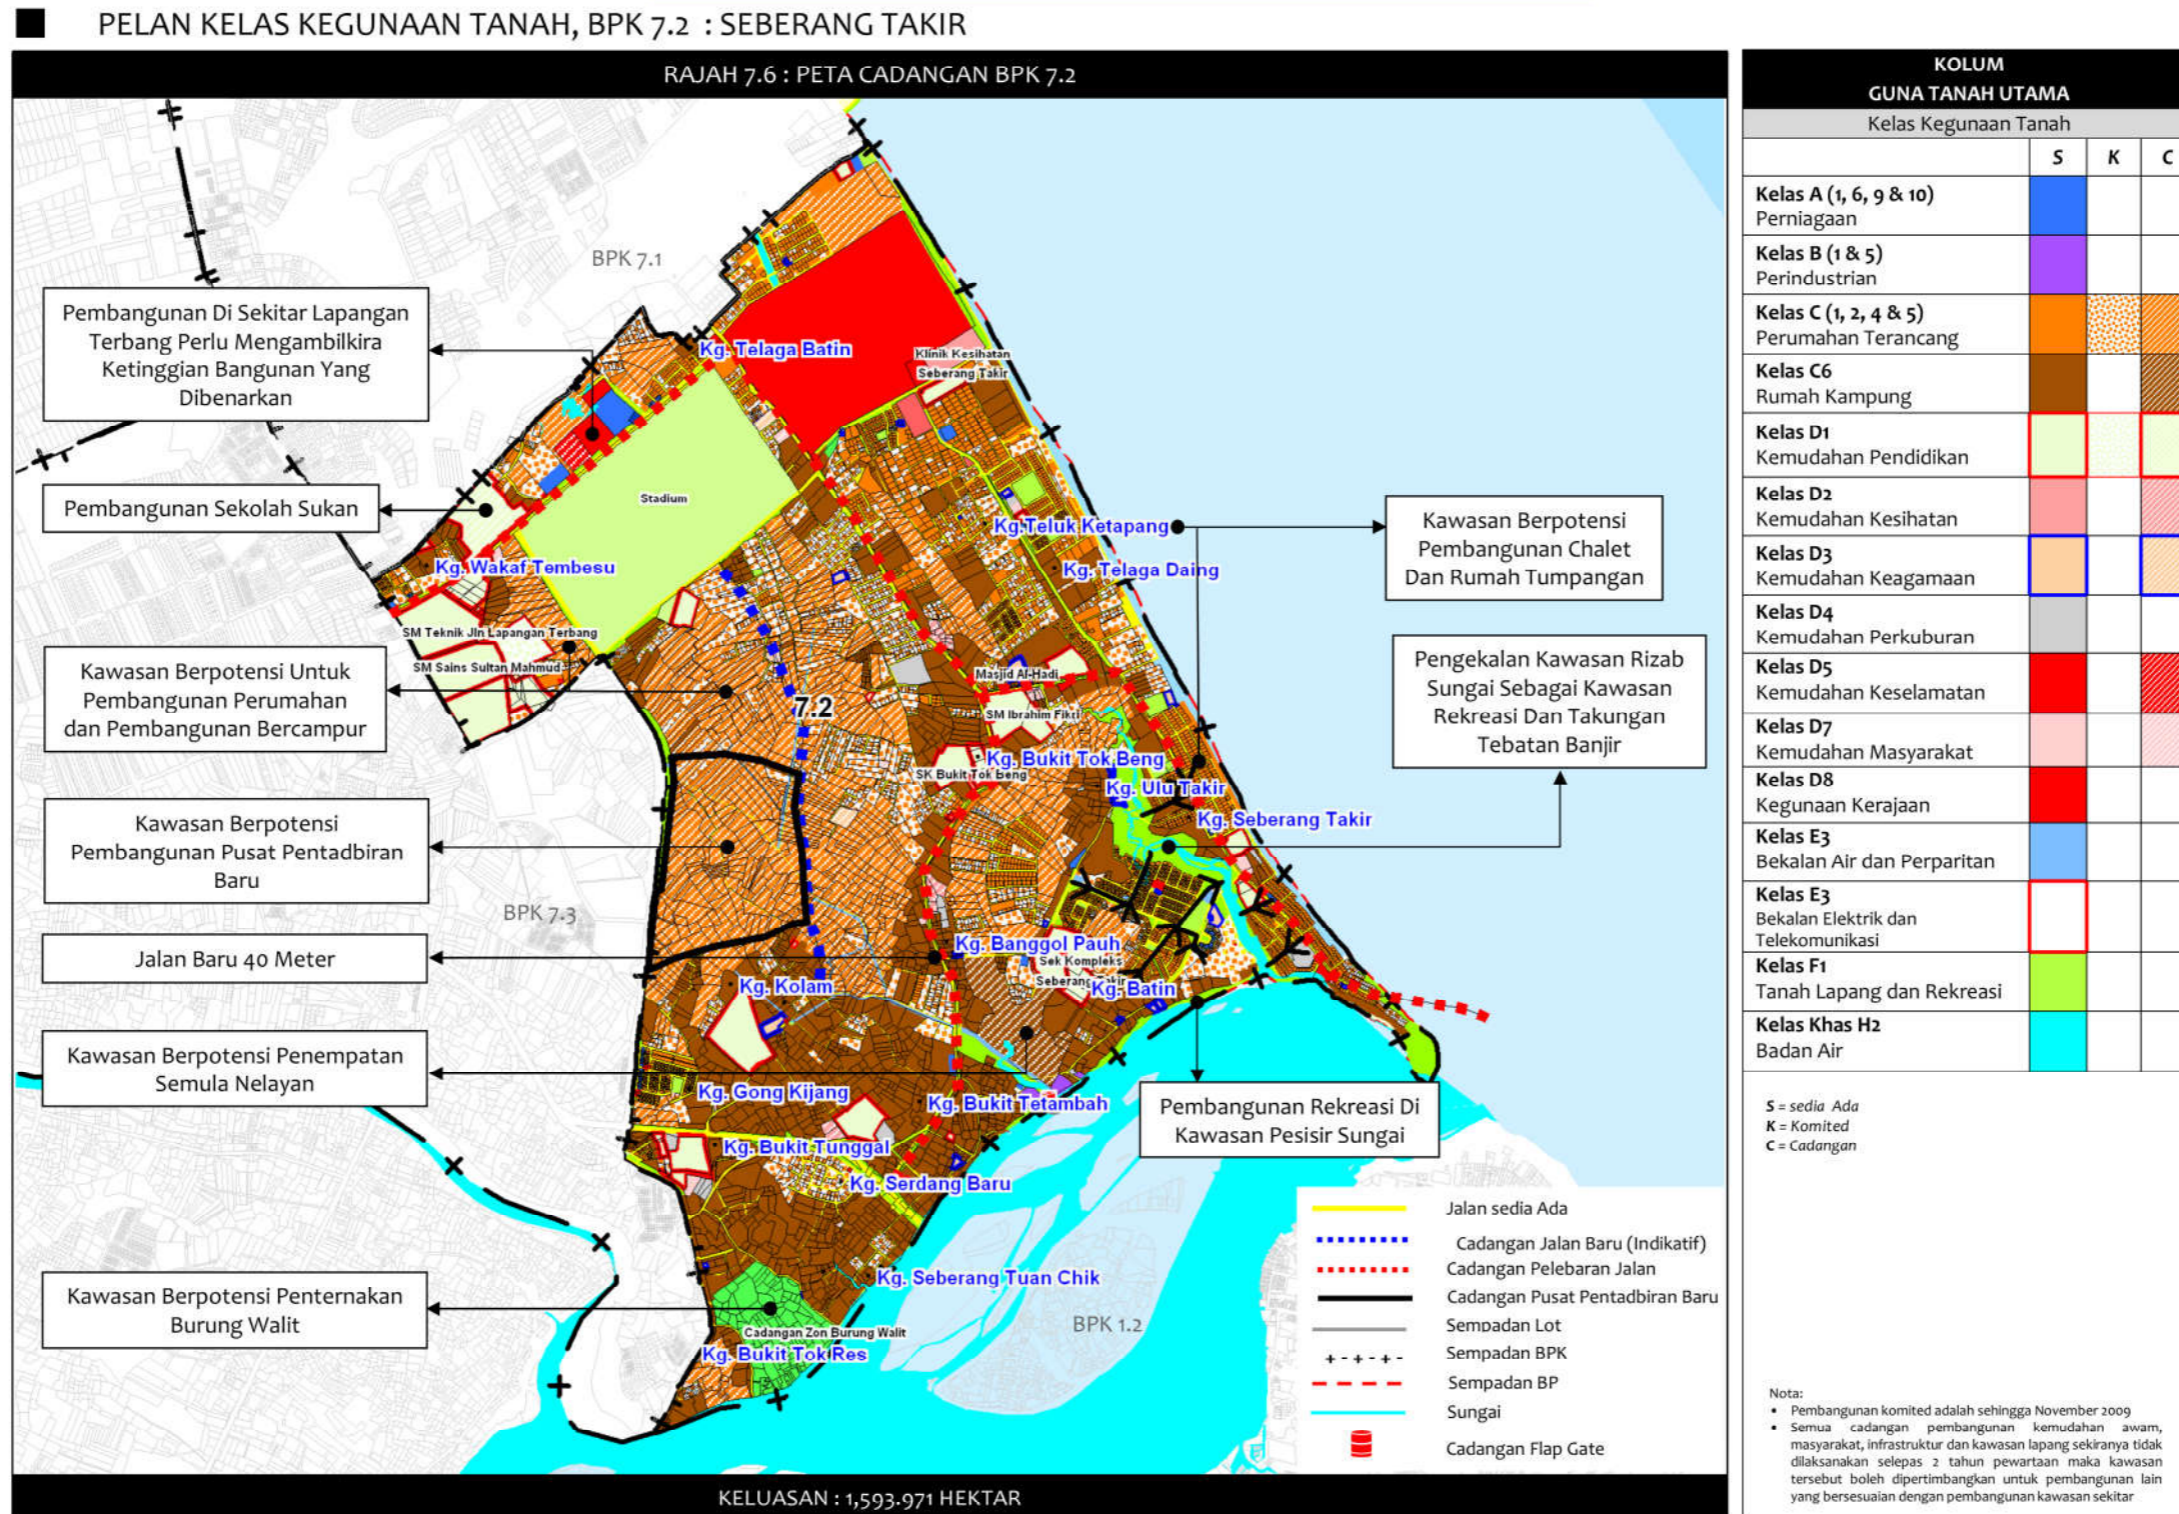 PELAN KELAS KEGUNAAN TANAH, BPK 7.2 : SEBERANG TAKIR
RAJAH 7.6 : PETA CADANGAN BPK 7.2
BPK 7.1
Pembangunan Di Sekitar Lapangan
Terbang Perlu Mengambilkira
Ketinggian Bangunan Yang
Dibenarkan
Pembangunan Sekolah Sukan
Kawasan Berpotensi Untuk
Pembangunan Perumahan
dan Pembangunan Bercampur
Kawasan Berpotensi
Pembangunan Pusat Pentadbiran
Baru
Jalan Baru 40 Meter
Kawasan Berpotensi Penempatan
Semula Nelayan
Kawasan Berpotensi Penternakan
Burung Walit
Kg. Telaga Batin
Klinik Kesihatan
Seberang Takir
Stadium
Kg.Teluk Ketapang
Kg. Wakaf Tembesu
Kg. Telaga Daing
SM Teknik Jln Lapangan Terbang
SM Sains Sultan Mahmud
Masjid Al-Hadi
7.2
SM Ibrahim Fikri
Kg. Bukit Tok Beng
SK Bukit Tok Beng
Kg. Ulu Takir
Kg. Seberang Takir
BPK 7.3
Kg. Banggol Pauh
Sek Kompleks
Seberang Takir
Kg. Batin
Kg. Kolam
Kg. Gong Kijang
Kg. Bukit Tetambah
Kg. Bukit Tunggal
Kg. Serdang Baru
Kg. Seberang Tuan Chik
Cadangan Zon Burung Walit
Kg. Bukit Tok Res
BPK 1.2
Kawasan Berpotensi
Pembangunan Chalet
Dan Rumah Tumpangan
Pengekalan Kawasan Rizab
Sungai Sebagai Kawasan
Rekreasi Dan Takungan
Tebatan Banjir
Pembangunan Rekreasi Di
Kawasan Pesisir Sungai
Jalan sedia Ada
Cadangan Jalan Baru (Indikatif)
Cadangan Pelebaran Jalan
Cadangan Pusat Pentadbiran Baru
Sempadan Lot
Sempadan BPK
Sempadan BP
Sungai
Cadangan Flap Gate
KELUASAN : 1,593.971 HEKTAR
KOLUM
GUNA TANAH UTAMA
Kelas Kegunaan Tanah
S K C
Kelas A (1, 6, 9 & 10)
Perniagaan
Kelas B (1 & 5)
Perindustrian
Kelas C (1, 2, 4 & 5)
Perumahan Terancang
Kelas C6
Rumah Kampung
Kelas D1
Kemudahan Pendidikan
Kelas D2
Kemudahan Kesihatan
Kelas D3
Kemudahan Keagamaan
Kelas D4
Kemudahan Perkuburan
Kelas D5
Kemudahan Keselamatan
Kelas D7
Kemudahan Masyarakat
Kelas D8
Kegunaan Kerajaan
Kelas E3
Bekalan Air dan Perparitan
Kelas E3
Bekalan Elektrik dan
Telekomunikasi
Kelas F1
Tanah Lapang dan Rekreasi
Kelas Khas H2
Badan Air
S = sedia Ada
K = Komited
C = Cadangan
Nota:
• Pembangunan komited adalah sehingga November 2009
• Semua cadangan pembangunan kemudahan awam,
masyarakat, infrastruktur dan kawasan lapang sekiranya tidak
dilaksanakan selepas 2 tahun pewartaan maka kawasan
tersebut boleh dipertimbangkan untuk pembangunan lain
yang bersesuaian dengan pembangunan kawasan sekitar